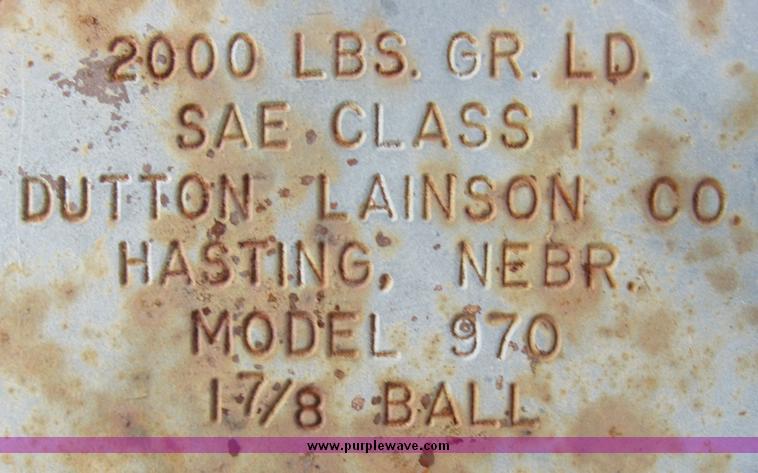 2000 LBS. GR. LD.
SAE CLASS I
DUTTON LAINSON CO.
HASTING, NEBR.
MODEL 970
1 7/8 BALL
www.purplewave.com